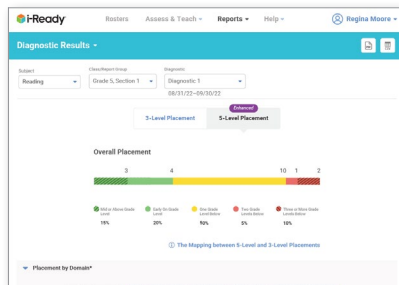 i-Ready
Rosters Assess & Teach Reports Help Regina Moore
Diagnostic Results
Subject Class/Report Group Diagnostic
Reading Grade 5, Section 1 Diagnostic 1
08/31/22–09/30/22
Enhanced
3-Level Placement 5-Level Placement
Overall Placement
3 4 10 1 2
Mid or Above Grade Level
15%
Early On Grade Level
20%
One Grade Level Below
50%
Two Grade Levels Below
5%
Three or More Grade Levels Below
10%
The Mapping between 5-Level and 3-Level Placements
Placement by Domain*